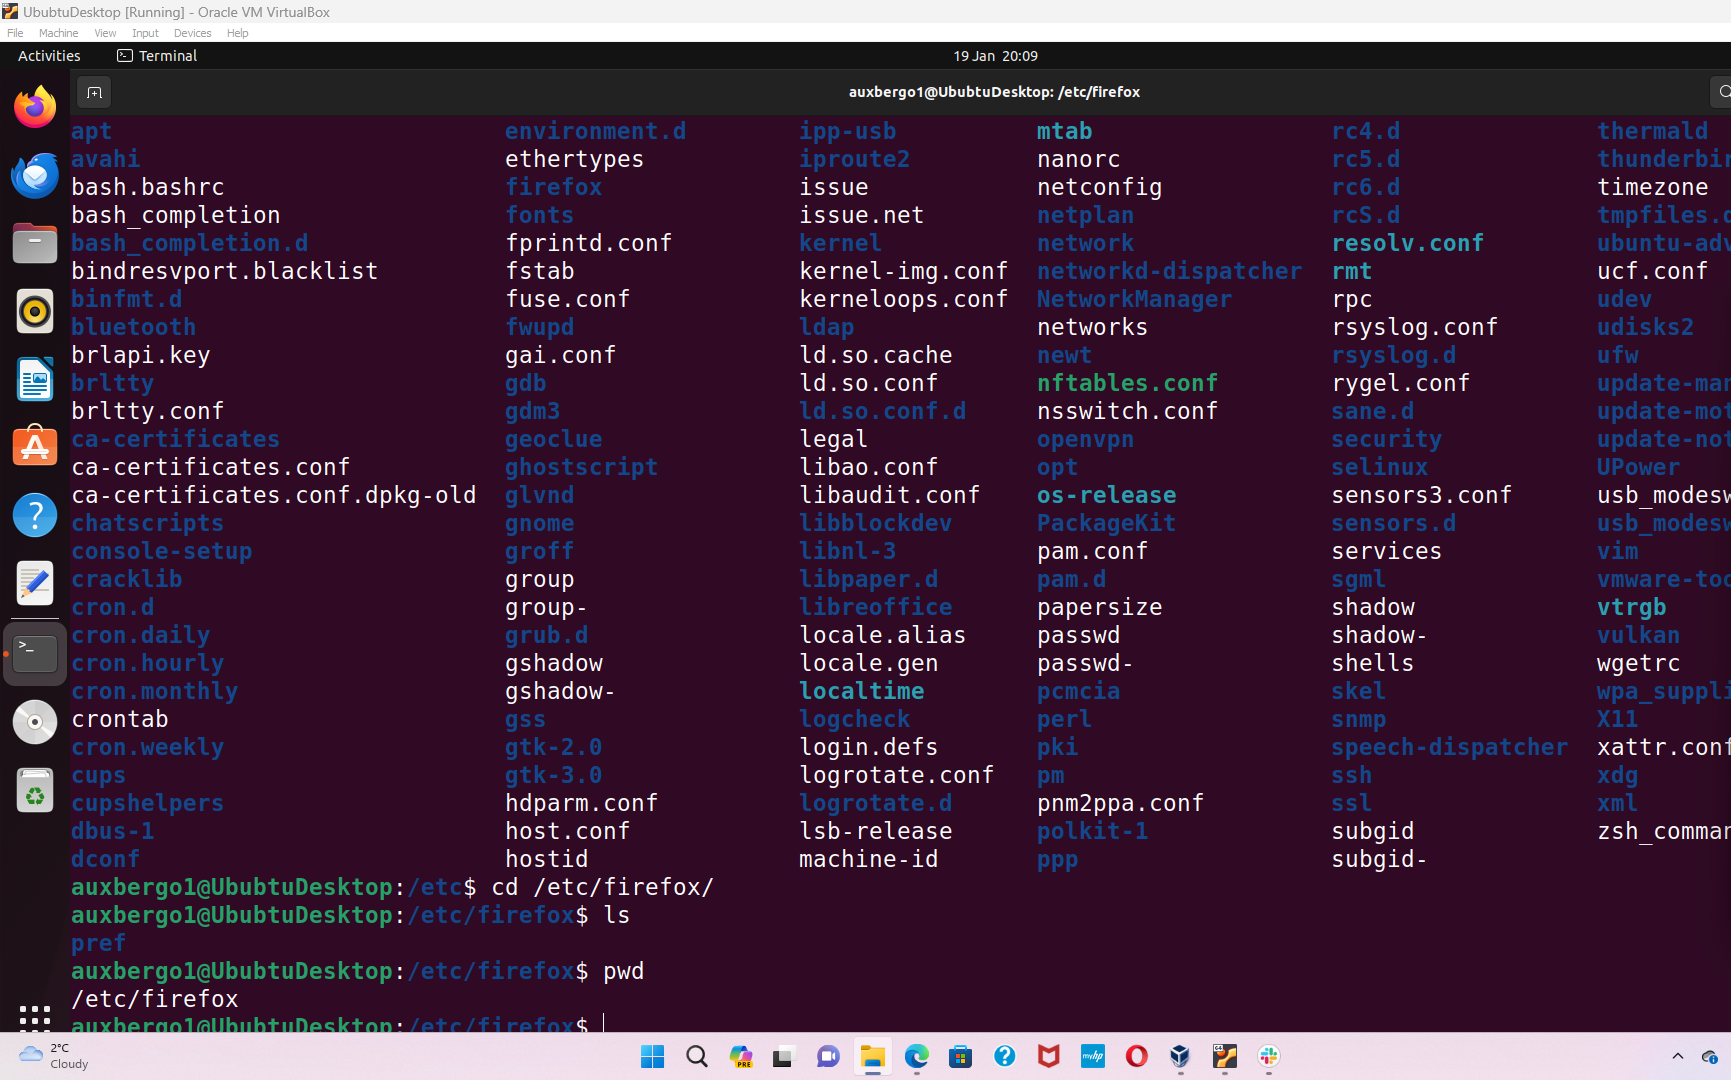 UbubtuDesktop [Running] - Oracle VM VirtualBox
File Machine View Input Devices Help
Activities Terminal 19 Jan 20:09
auxbergo1@UbubtuDesktop: /etc/firefox
apt environment.d ipp-usb mtab rc4.d thermald
avahi ethertypes iproute2 nanorc rc5.d thunderbir
bash.bashrc firefox issue netconfig rc6.d timezone
bash_completion fonts issue.net netplan rcS.d tmpfiles.d
bash_completion.d fprintd.conf kernel network resolv.conf ubuntu-adv
bindresvport.blacklist fstab kernel-img.conf networkd-dispatcher rmt ucf.conf
binfmt.d fuse.conf kerneloops.conf NetworkManager rpc udev
bluetooth fwupd ldap networks rsyslog.conf udisks2
brlapi.key gai.conf ld.so.cache newt rsyslog.d ufw
brltty gdb ld.so.conf nftables.conf rygel.conf update-man
brltty.conf gdm3 ld.so.conf.d nsswitch.conf sane.d update-mot
ca-certificates geoclue legal openvpn security update-not
ca-certificates.conf ghostscript libao.conf opt selinux UPower
ca-certificates.conf.dpkg-old glvnd libaudit.conf os-release sensors3.conf usb_modesw
chatscripts gnome libblockdev PackageKit sensors.d usb_modesw
console-setup groff libnl-3 pam.conf services vim
cracklib group libpaper.d pam.d sgml vmware-too
cron.d group- libreoffice papersize shadow vtrgb
cron.daily grub.d locale.alias passwd shadow- vulkan
cron.hourly gshadow locale.gen passwd- shells wgetrc
cron.monthly gshadow- localtime pcmcia skel wpa_suppli
crontab gss logcheck perl snmp X11
cron.weekly gtk-2.0 login.defs pki speech-dispatcher xattr.conf
cups gtk-3.0 logrotate.conf pm ssh xdg
cupshelpers hdparm.conf logrotate.d pnm2ppa.conf ssl xml
dbus-1 host.conf lsb-release polkit-1 subgid zsh_comman
dconf hostid machine-id ppp subgid-
auxbergo1@UbubtuDesktop:/etc$ cd /etc/firefox/
auxbergo1@UbubtuDesktop:/etc/firefox$ ls
pref
auxbergo1@UbubtuDesktop:/etc/firefox$ pwd
/etc/firefox
auxbergo1@UbubtuDesktop:/etc/firefox$
2°C
Cloudy
PRE
myhp